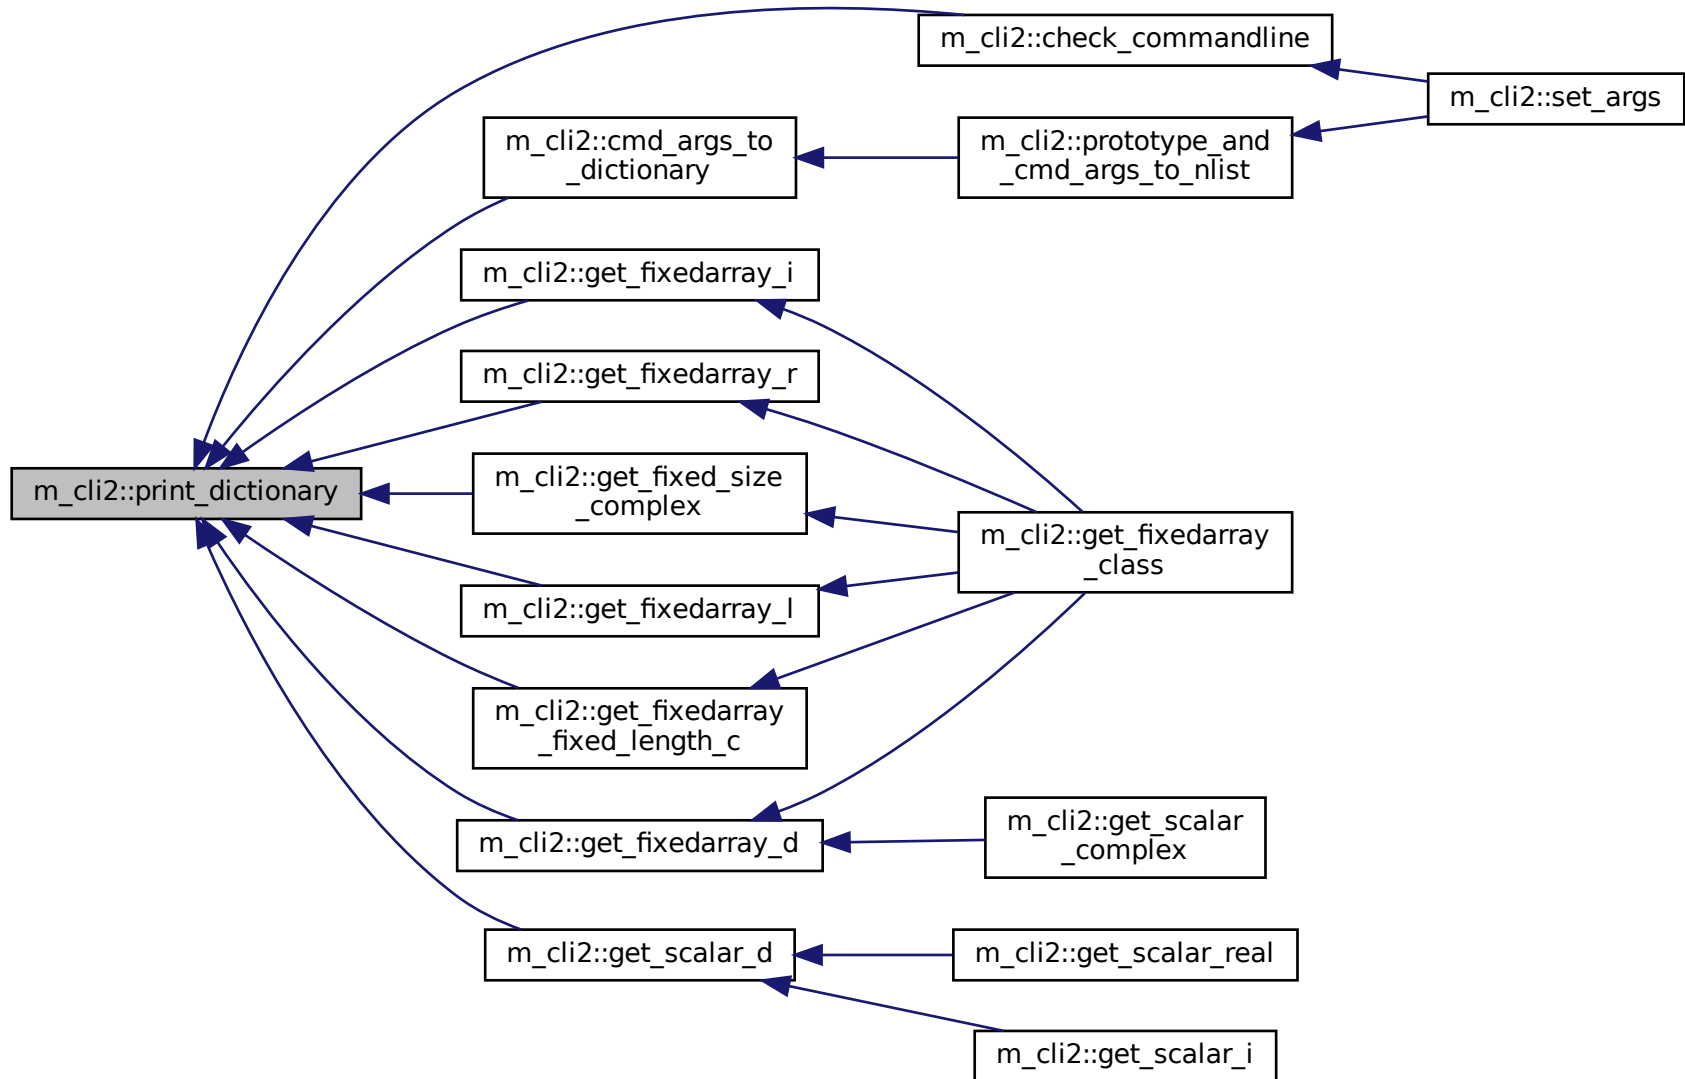 m_cli2::check_commandline
m_cli2::set_args
m_cli2::cmd_args_to
_dictionary
m_cli2::prototype_and
_cmd_args_to_nlist
m_cli2::get_fixedarray_i
m_cli2::get_fixedarray_r
m_cli2::print_dictionary
m_cli2::get_fixed_size
_complex
m_cli2::get_fixedarray
_class
m_cli2::get_fixedarray_l
m_cli2::get_fixedarray
_fixed_length_c
m_cli2::get_fixedarray_d
m_cli2::get_scalar
_complex
m_cli2::get_scalar_d
m_cli2::get_scalar_real
m_cli2::get_scalar_i